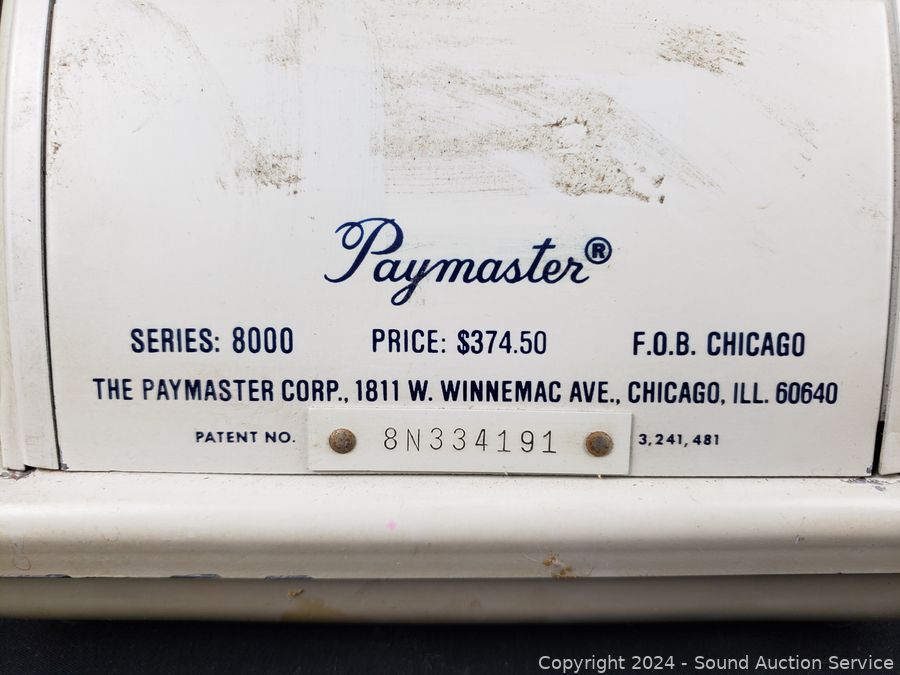 Paymaster®
SERIES: 8000 PRICE: $374.50 F.O.B. CHICAGO
THE PAYMASTER CORP., 1811 W. WINNEMAC AVE., CHICAGO, ILL. 60640
PATENT NO. 8N334191 3,241,481
Copyright 2024 - Sound Auction Service